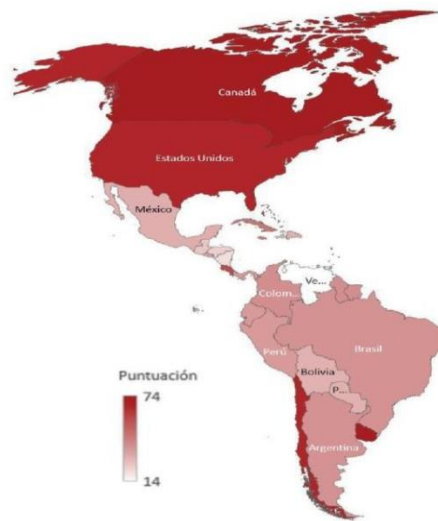 Canadá
Estados Unidos
México
Ve...
Colom...
Perú
Brasil
Bolivia
P...
Argentina
Puntuación
74
14